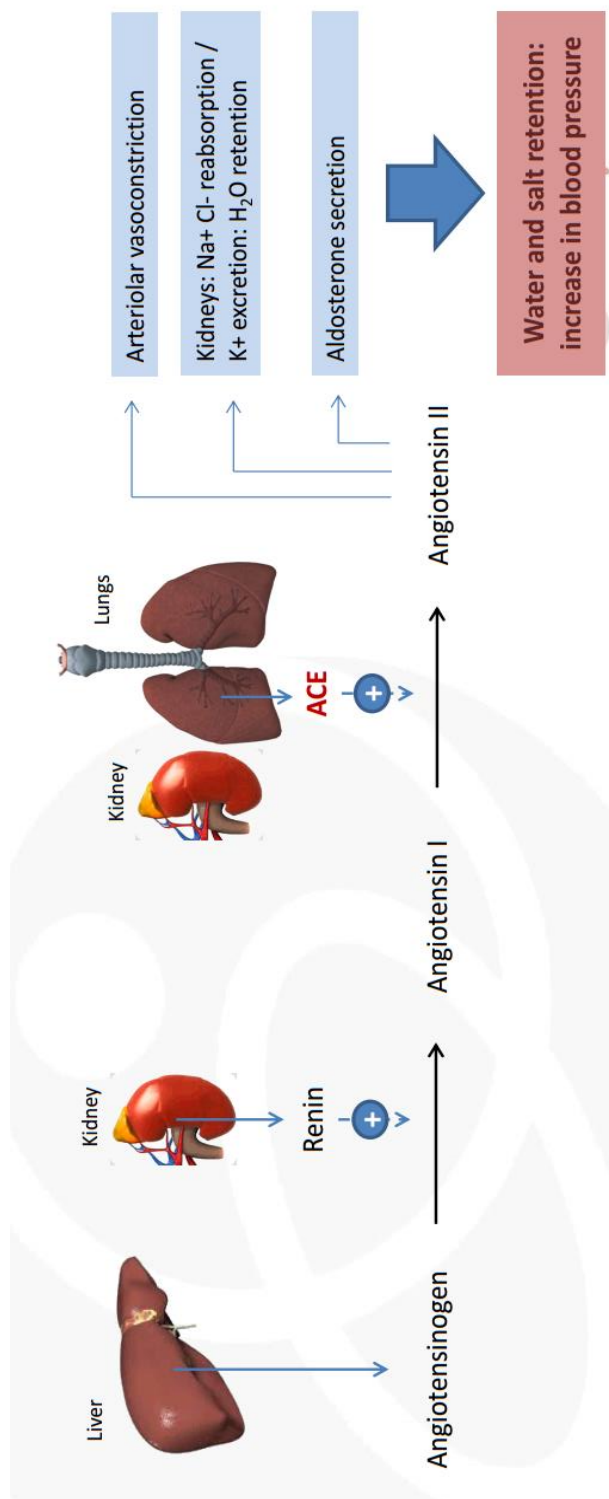 Liver
Kidney
Kidney
Lungs
Renin
+
ACE
+
Angiotensinogen
Angiotensin I
Angiotensin II
Arteriolar vasoconstriction
Kidneys: Na+ Cl- reabsorption /
K+ excretion: H₂O retention
Aldosterone secretion
Water and salt retention:
increase in blood pressure